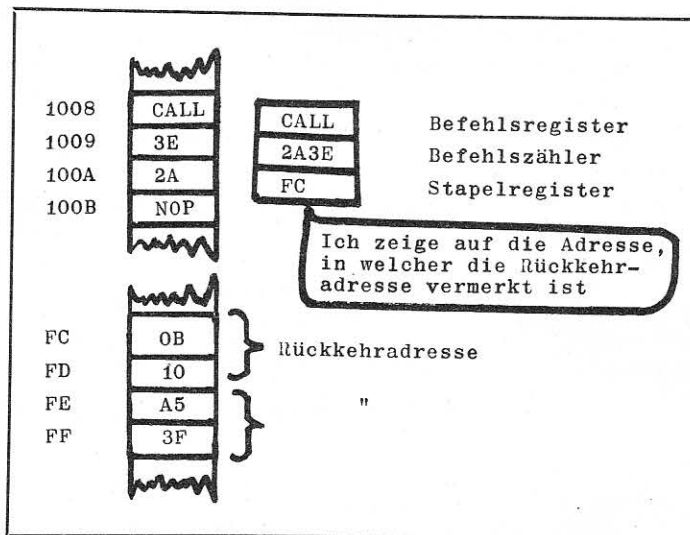 1008 CALL
1009 3E
100A 2A
100B NOP
CALL Befehlsregister
2A3E Befehlszähler
FC Stapelregister
Ich zeige auf die Adresse,
in welcher die Rückkehr-
adresse vermerkt ist
FC 0B
FD 10
Rückkehradresse
FE A5
FF 3F
"